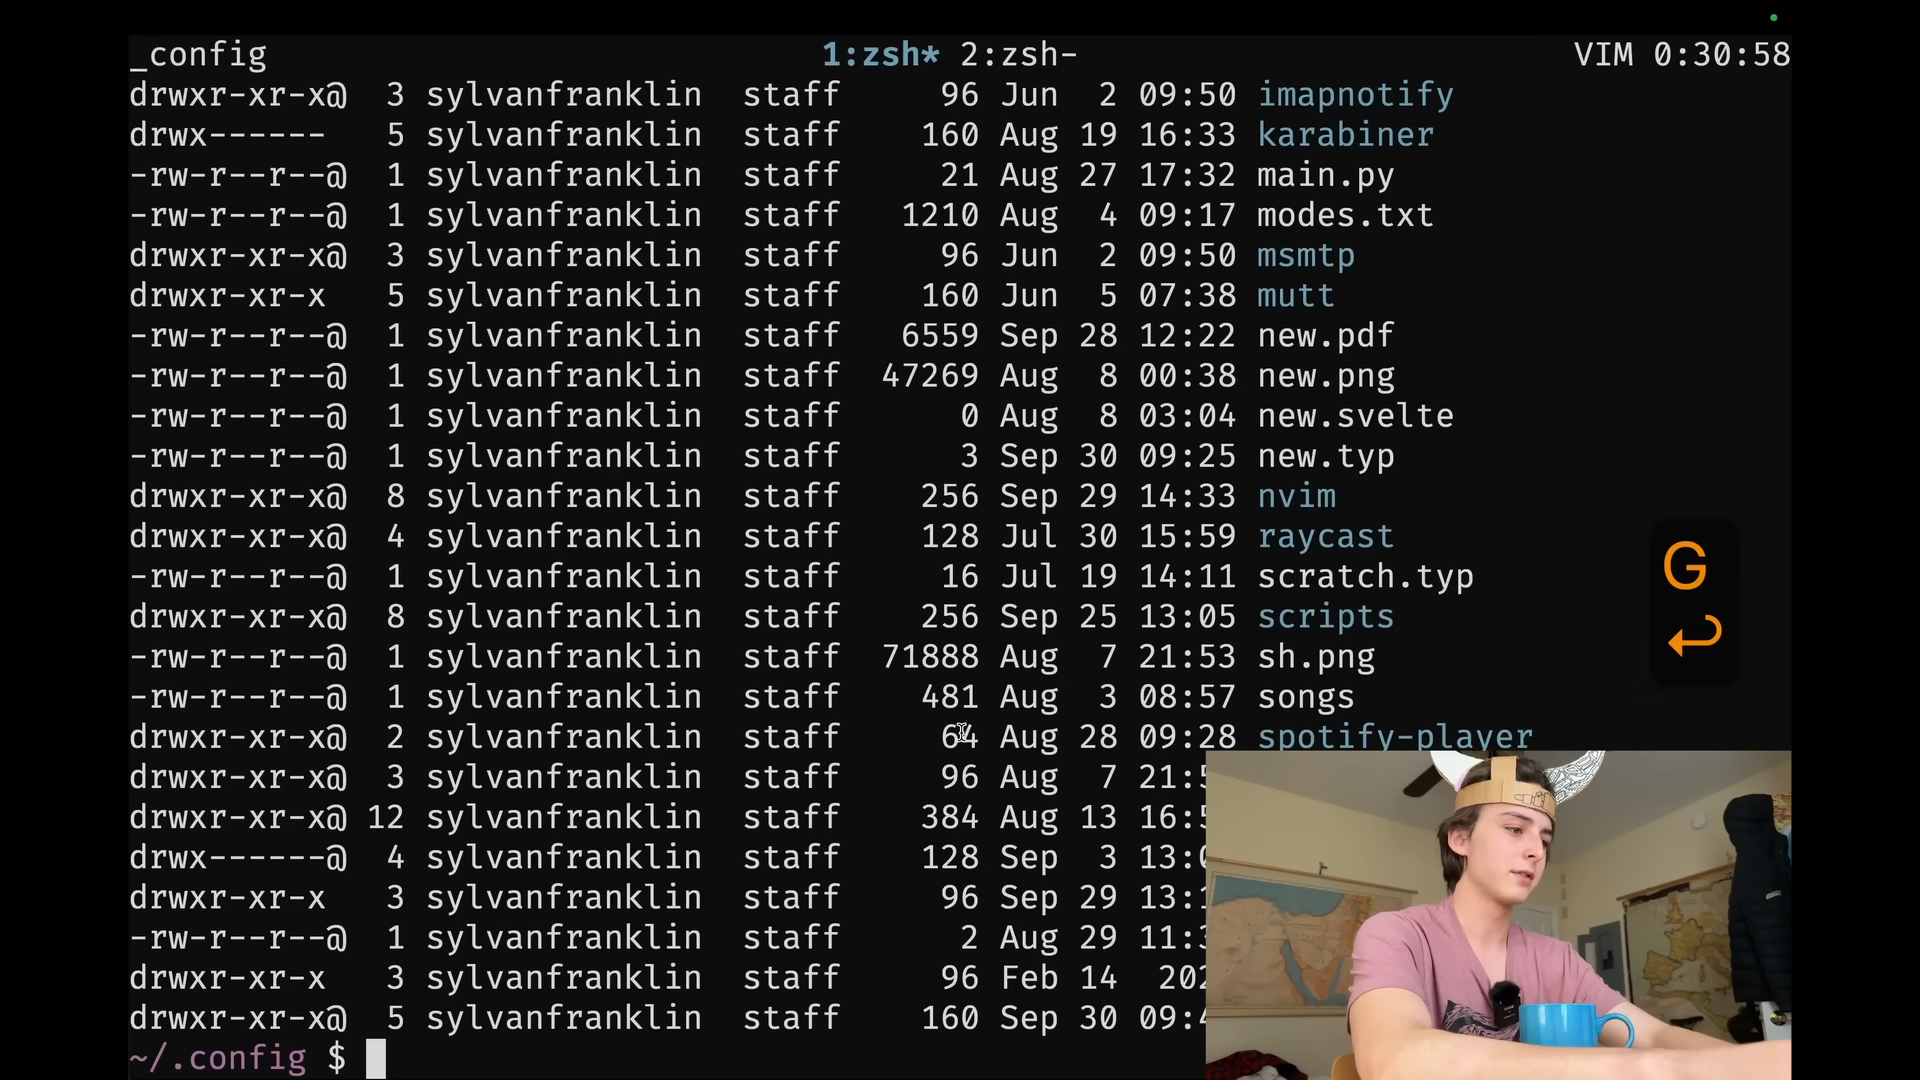 _config 1:zsh* 2:zsh- VIM 0:30:58
drwxr-xr-x@ 3 sylvanfranklin staff 96 Jun 2 09:50 imapnotify
drwx------ 5 sylvanfranklin staff 160 Aug 19 16:33 karabiner
-rw-r--r--@ 1 sylvanfranklin staff 21 Aug 27 17:32 main.py
-rw-r--r--@ 1 sylvanfranklin staff 1210 Aug 4 09:17 modes.txt
drwxr-xr-x@ 3 sylvanfranklin staff 96 Jun 2 09:50 msmtp
drwxr-xr-x 5 sylvanfranklin staff 160 Jun 5 07:38 mutt
-rw-r--r--@ 1 sylvanfranklin staff 6559 Sep 28 12:22 new.pdf
-rw-r--r--@ 1 sylvanfranklin staff 47269 Aug 8 00:38 new.png
-rw-r--r--@ 1 sylvanfranklin staff 0 Aug 8 03:04 new.svelte
-rw-r--r--@ 1 sylvanfranklin staff 3 Sep 30 09:25 new.typ
drwxr-xr-x@ 8 sylvanfranklin staff 256 Sep 29 14:33 nvim
drwxr-xr-x@ 4 sylvanfranklin staff 128 Jul 30 15:59 raycast
-rw-r--r--@ 1 sylvanfranklin staff 16 Jul 19 14:11 scratch.typ
drwxr-xr-x@ 8 sylvanfranklin staff 256 Sep 25 13:05 scripts
-rw-r--r--@ 1 sylvanfranklin staff 71888 Aug 7 21:53 sh.png
-rw-r--r--@ 1 sylvanfranklin staff 481 Aug 3 08:57 songs
drwxr-xr-x@ 2 sylvanfranklin staff 64 Aug 28 09:28 spotify-player
drwxr-xr-x@ 3 sylvanfranklin staff 96 Aug 7 21:5
drwxr-xr-x@ 12 sylvanfranklin staff 384 Aug 13 16:5
drwx------@ 4 sylvanfranklin staff 128 Sep 3 13:0
drwxr-xr-x 3 sylvanfranklin staff 96 Sep 29 13:1
-rw-r--r--@ 1 sylvanfranklin staff 2 Aug 29 11:3
drwxr-xr-x 3 sylvanfranklin staff 96 Feb 14 202
drwxr-xr-x@ 5 sylvanfranklin staff 160 Sep 30 09:4
~/.config $
G